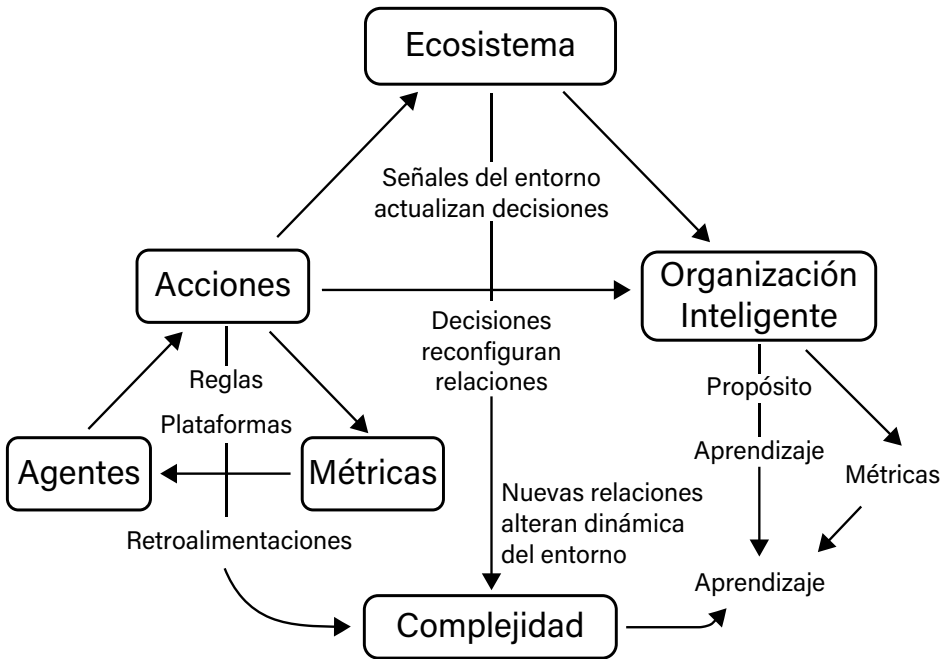 Ecosistema
Señales del entorno
actualizan decisiones
Acciones
Organización
Inteligente
Decisiones
reconfiguran
relaciones
Reglas
Plataformas
Agentes
Métricas
Retroalimentaciones
Propósito
Aprendizaje
Métricas
Nuevas relaciones
alteran dinámica
del entorno
Aprendizaje
Complejidad